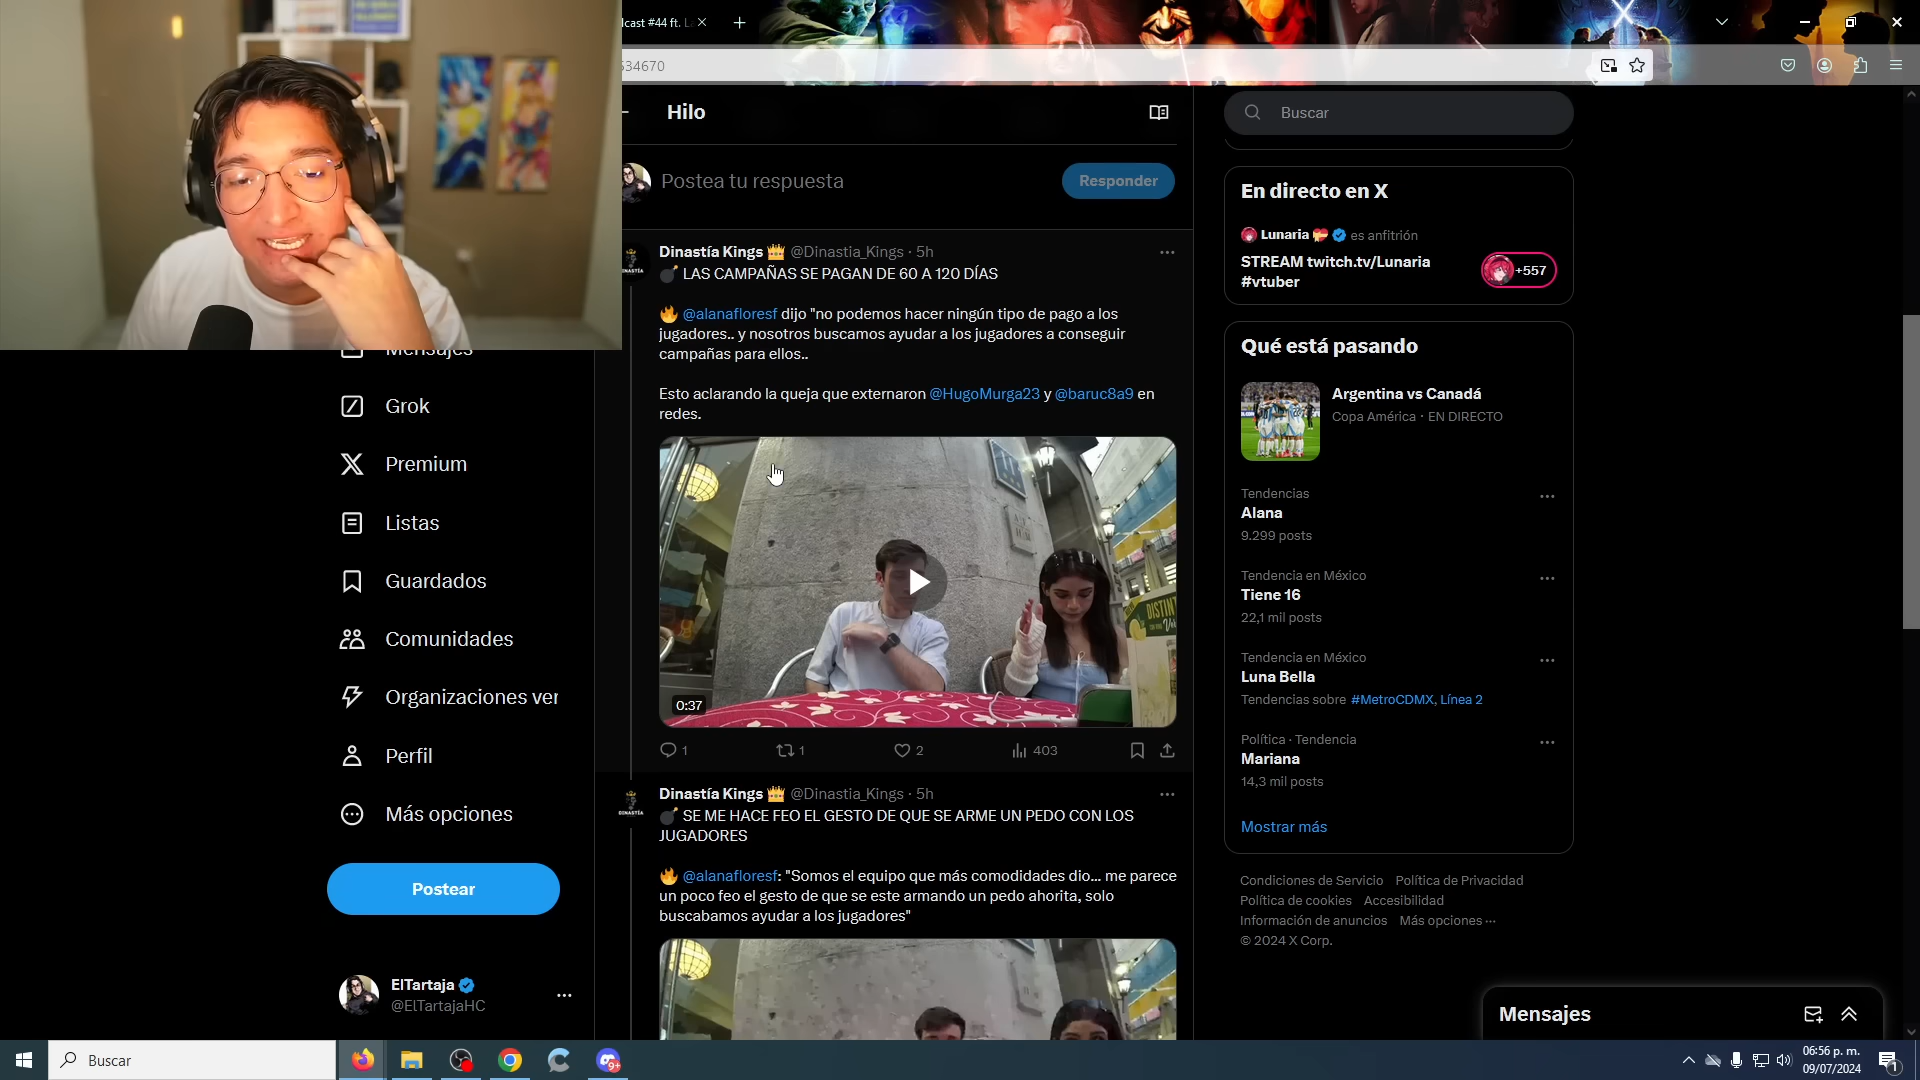 lcast #44 ft. L
534670
Hilo
Buscar
Postea tu respuesta
Responder
En directo en X
Lunaria es anfitrión
STREAM twitch.tv/Lunaria
#vtuber
+557
Dinastía Kings @Dinastia_Kings · 5h
LAS CAMPAÑAS SE PAGAN DE 60 A 120 DÍAS
@alanafloresf dijo "no podemos hacer ningún tipo de pago a los
jugadores.. y nosotros buscamos ayudar a los jugadores a conseguir
campañas para ellos..
Esto aclarando la queja que externaron @HugoMurga23 y @baruc8a9 en
redes.
DISTINT
0:37
1
1
2
403
Dinastía Kings @Dinastia_Kings · 5h
SE ME HACE FEO EL GESTO DE QUE SE ARME UN PEDO CON LOS
JUGADORES
@alanafloresf: "Somos el equipo que más comodidades dio... me parece
un poco feo el gesto de que se este armando un pedo ahorita, solo
buscabamos ayudar a los jugadores"
Mensajes
Grok
Premium
Listas
Guardados
Comunidades
Organizaciones ver
Perfil
Más opciones
Postear
ElTartaja
@ElTartajaHC
Qué está pasando
Argentina vs Canadá
Copa América · EN DIRECTO
Tendencias
Alana
9.299 posts
Tendencia en México
Tiene 16
22,1 mil posts
Tendencia en México
Luna Bella
Tendencias sobre #MetroCDMX, Línea 2
Política · Tendencia
Mariana
14,3 mil posts
Mostrar más
Condiciones de Servicio Política de Privacidad
Política de cookies Accesibilidad
Información de anuncios Más opciones ···
© 2024 X Corp.
Mensajes
Buscar
9+
06:56 p. m.
09/07/2024
1